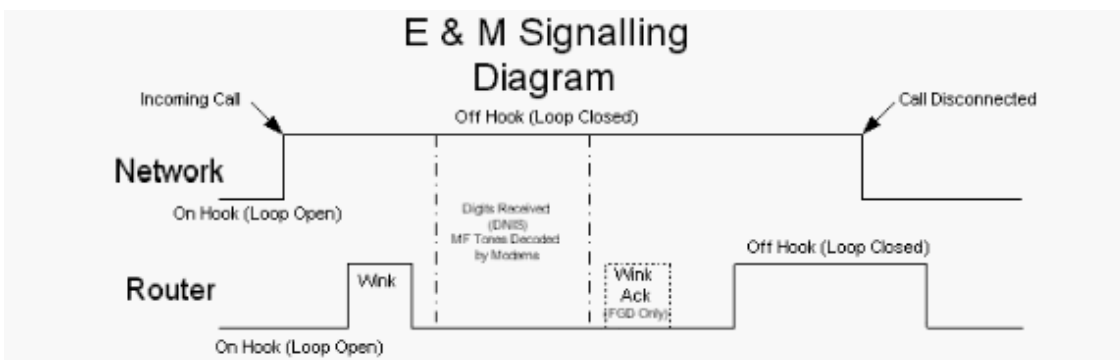 E & M Signalling
Diagram
Incoming Call
Call Disconnected
Off Hook (Loop Closed)
Network
On Hook (Loop Open)
Digits Received
(DNIS)
MF Tones Decoded
by Modems
Off Hook (Loop Closed)
Router
Wink
Wink
Ack
(FGD Only)
On Hook (Loop Open)